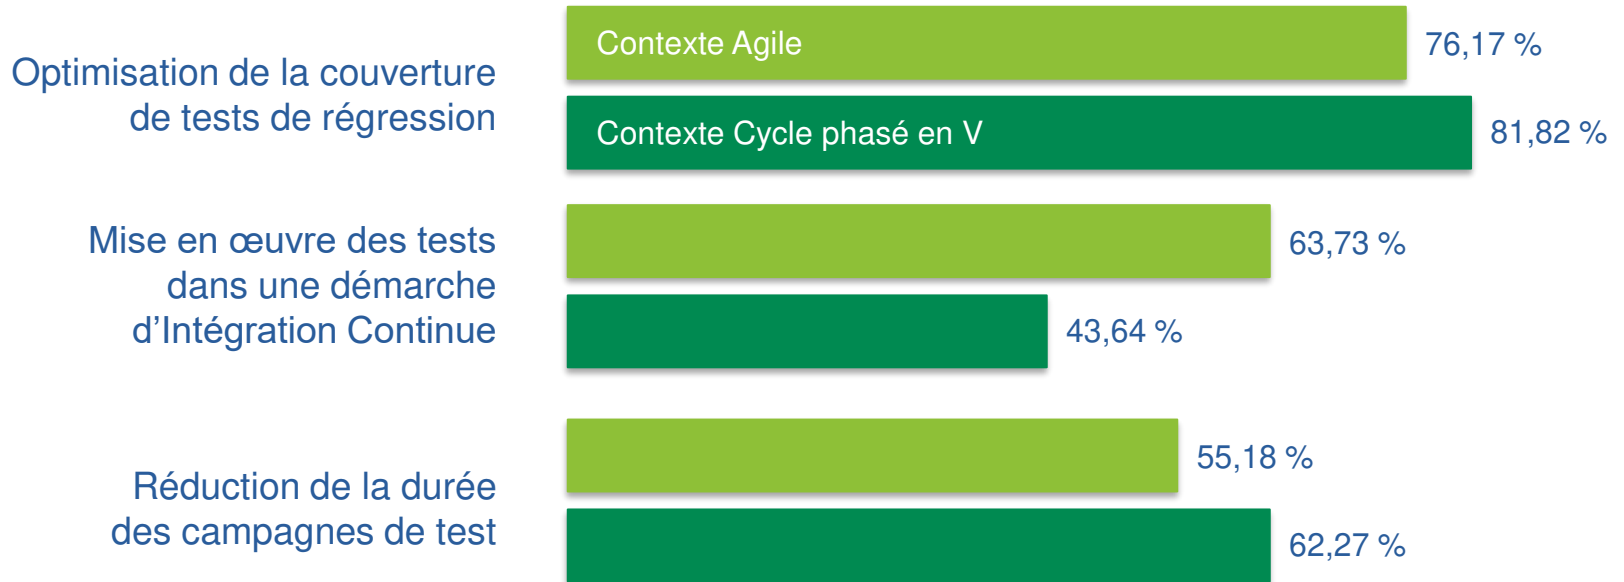 Optimisation de la couverture
de tests de régression
Contexte Agile
76,17 %
Contexte Cycle phasé en V
81,82 %
Mise en œuvre des tests
dans une démarche
d’Intégration Continue
63,73 %
43,64 %
Réduction de la durée
des campagnes de test
55,18 %
62,27 %